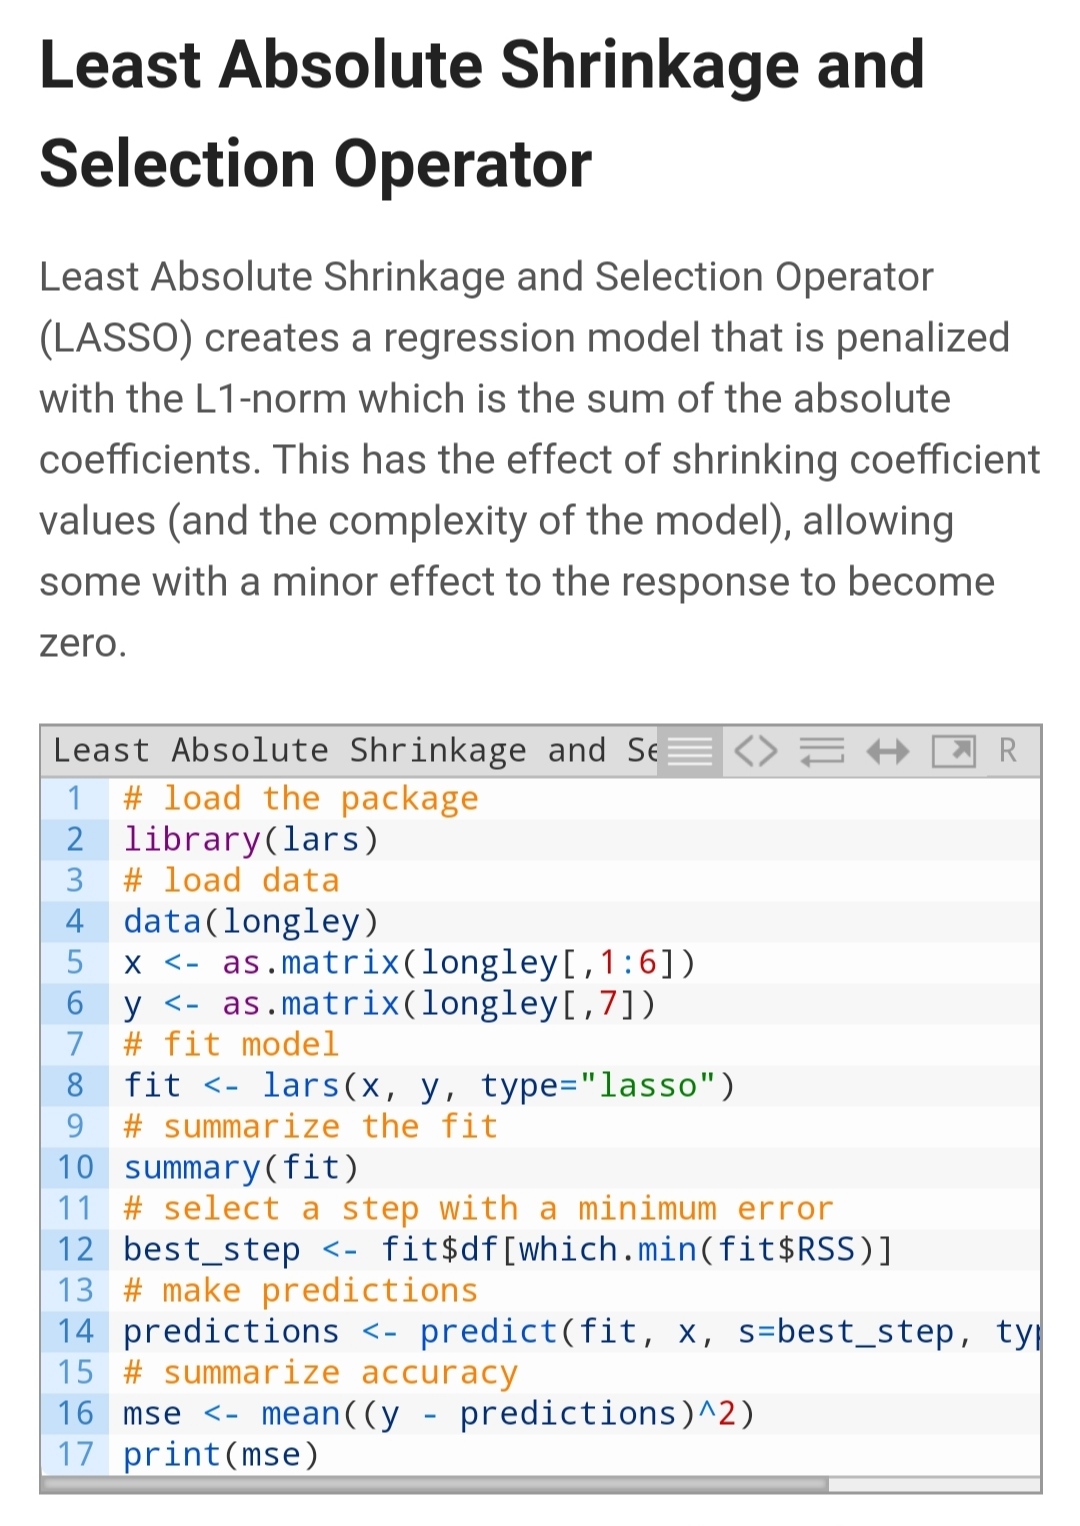 Least Absolute Shrinkage and
Selection Operator
Least Absolute Shrinkage and Selection Operator
(LASSO) creates a regression model that is penalized
with the L1-norm which is the sum of the absolute
coefficients. This has the effect of shrinking coefficient
values (and the complexity of the model), allowing
some with a minor effect to the response to become
zero.
Least Absolute Shrinkage and Se R
1 # load the package
2 library(lars)
3 # load data
4 data(longley)
5 x <- as.matrix(longley[,1:6])
6 y <- as.matrix(longley[,7])
7 # fit model
8 fit <- lars(x, y, type="lasso")
9 # summarize the fit
10 summary(fit)
11 # select a step with a minimum error
12 best_step <- fit$df[which.min(fit$RSS)]
13 # make predictions
14 predictions <- predict(fit, x, s=best_step, ty
15 # summarize accuracy
16 mse <- mean((y - predictions)^2)
17 print(mse)